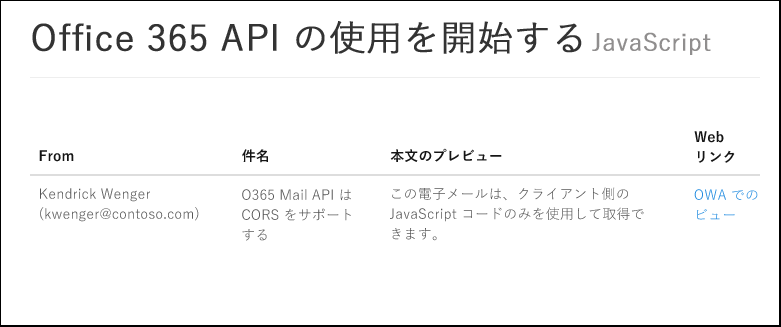 Office 365 API の使用を開始する JavaScript
From 件名 本文のプレビュー Web
リンク
Kendrick Wenger O365 Mail API は この電子メールは、クライアント側の OWA での
(kwenger@contoso.com) CORS をサポート JavaScript コードのみを使用して取得で ビュー
する きます。